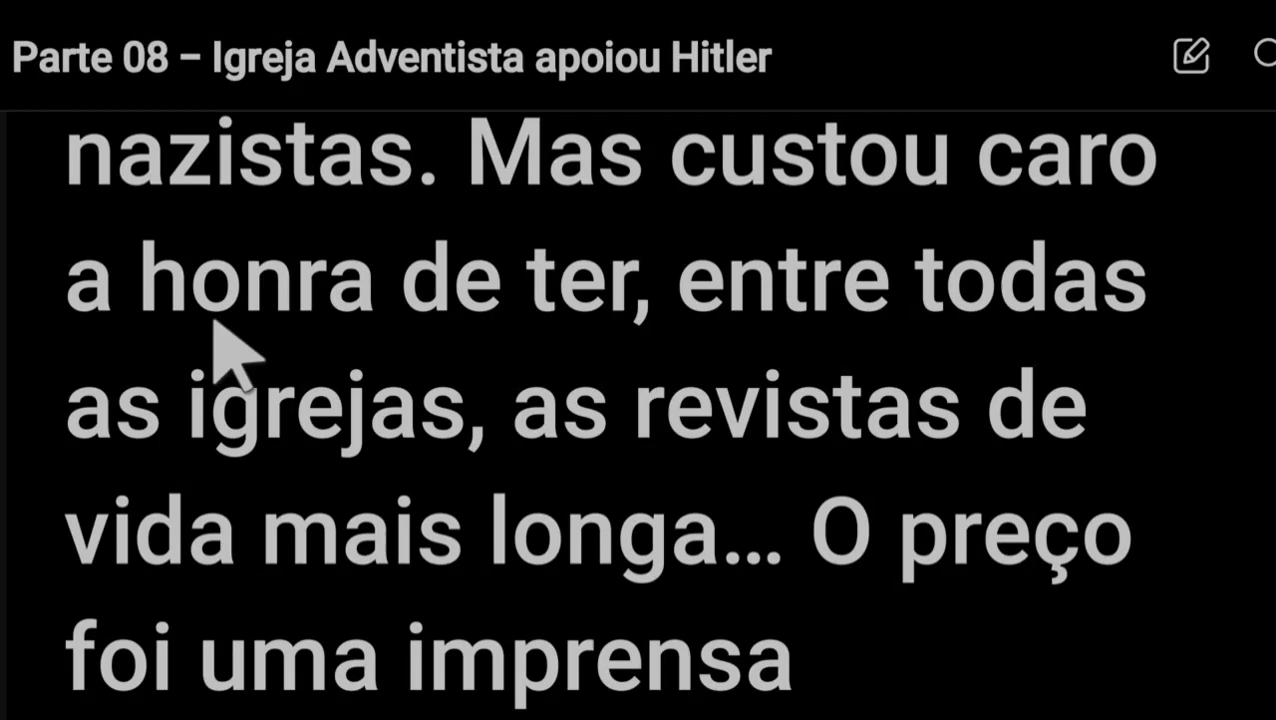 Parte 08 – Igreja Adventista apoiou Hitler
nazistas. Mas custou caro
a honra de ter, entre todas
as igrejas, as revistas de
vida mais longa... O preço
foi uma imprensa